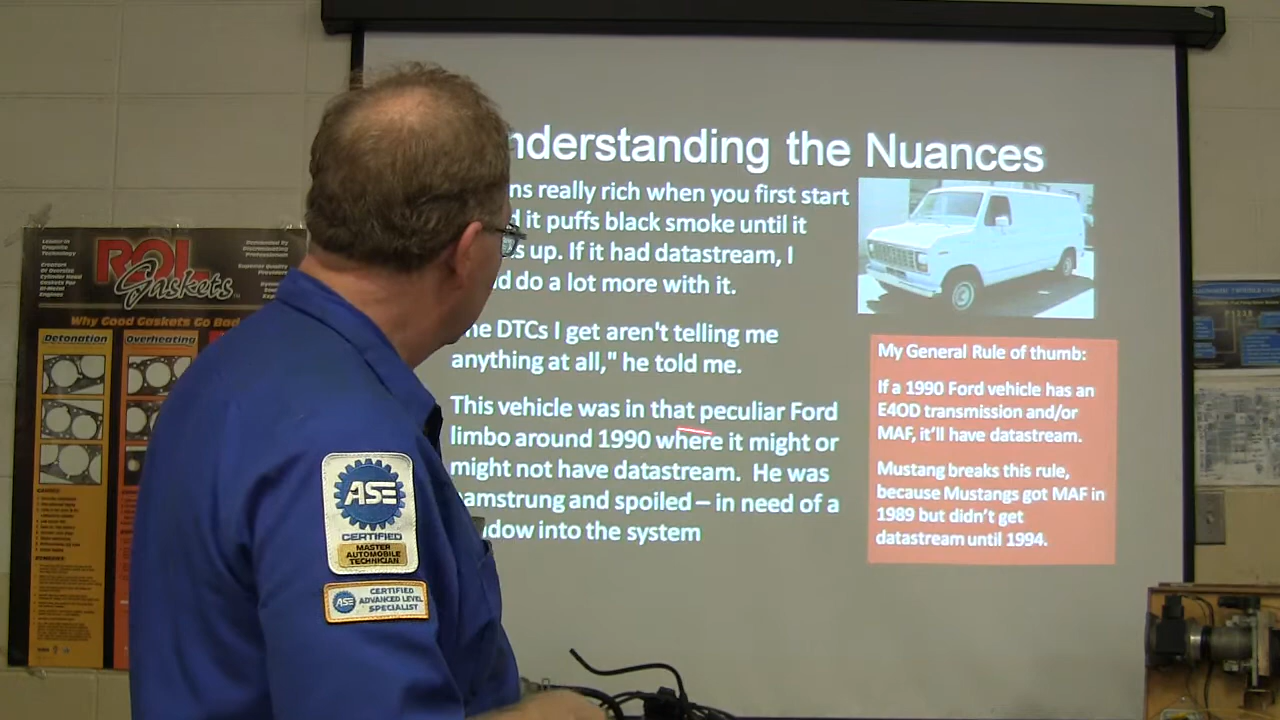 nderstanding the Nuances
ns really rich when you first start
it puffs black smoke until it
s up. If it had datastream, I
d do a lot more with it.
he DTCs I get aren't telling me
anything at all," he told me.
This vehicle was in that peculiar Ford
limbo around 1990 where it might or
might not have datastream. He was
amstrung and spoiled – in need of a
dow into the system
My General Rule of thumb:
If a 1990 Ford vehicle has an
E4OD transmission and/or
MAF, it'll have datastream.
Mustang breaks this rule,
because Mustangs got MAF in
1989 but didn't get
datastream until 1994.
ROL
Gaskets
Why Good Gaskets Go Bad
Detonation
Overheating
ASE
CERTIFIED
MASTER
AUTOMOBILE
TECHNICIAN
ASE
CERTIFIED
ADVANCED LEVEL
SPECIALIST